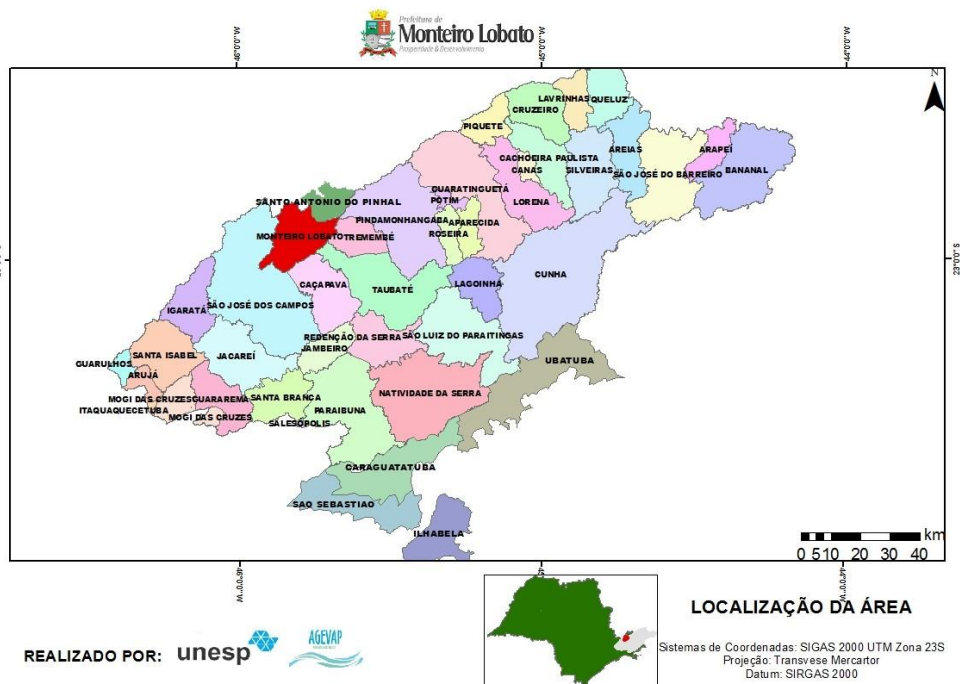 Prefeitura de
Monteiro Lobato
Prosperidade & Desenvolvimento
46°0'0" W
45°0'0" W
44°0'0" W
N
LAVRINHAS
QUELUZ
CRUZEIRO
PIQUETE
AREIAS
ARAPEÍ
CACHOEIRA PAULISTA
CANAS
SILVEIRAS
SÃO JOSÉ DO BARREIRO
BANANAL
GUARATINGUETÁ
SANTO ANTONIO DO PINHAL
POTIM
LORENA
PINDAMONHANGABA
APARECIDA
MONTEIRO LOBATO
TREMEMBÉ
ROSEIRA
23°0'0" S
CUNHA
CAÇAPAVA
TAUBATÉ
LAGOINHA
IGARATÁ
SÃO JOSÉ DOS CAMPOS
REDENÇÃO DA SERRA
SÃO LUIZ DO PARAITINGAS
JAMBEIRO
SANTA ISABEL
JACAREÍ
UBATUBA
GUARULHOS
ARUJÁ
NATIVIDADE DA SERRA
MOGI DAS CRUZES
GUARAREMA
SANTA BRANCA
ITAQUAQUECETUBA
MOGI DAS CRUZES
PARAIBUNA
SALESÓPOLIS
CARAGUATATUBA
SAO SEBASTIAO
ILHABELA
km
0 5 10 20 30 40
46°0'0" W
LOCALIZAÇÃO DA ÁREA
REALIZADO POR:
unesp
AGEVAP
Sistemas de Coordenadas: SIGAS 2000 UTM Zona 23S
Projeção: Transvese Mercartor
Datum: SIRGAS 2000